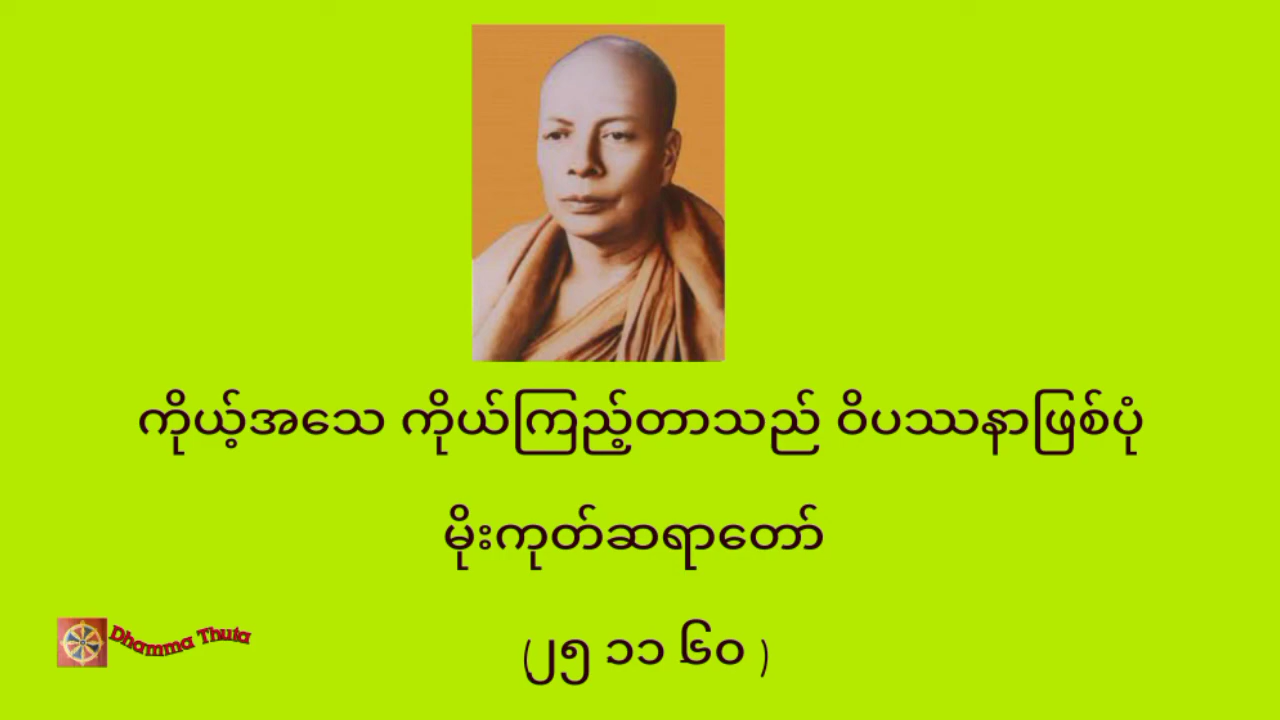 ကိုယ့်အသေ ကိုယ်ကြည့်တာသည် ဝိပဿနာဖြစ်ပုံ
မိုးကုတ်ဆရာတော်
(၂၅ ၁၁ ၆၀ )
Dhamma Thuta